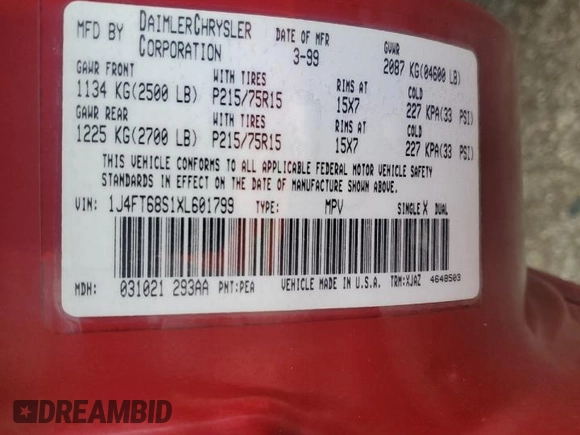 MFD BY DAIMLERCHRYSLER CORPORATION DATE OF MFR 3-99 GVWR 2087 KG(04600 LB)
GAWR FRONT WITH TIRES RIMS AT COLD
1134 KG(2500 LB) P215/75R15 15X7 227 KPA(33 PSI)
GAWR REAR WITH TIRES RIMS AT COLD
1225 KG(2700 LB) P215/75R15 15X7 227 KPA(33 PSI)
THIS VEHICLE CONFORMS TO ALL APPLICABLE FEDERAL MOTOR VEHICLE SAFETY
STANDARDS IN EFFECT ON THE DATE OF MANUFACTURE SHOWN ABOVE.
VIN: 1J4FT68S1XL601799 TYPE: MPV SINGLE X DUAL
MDH: 031021 293AA PNT:PEA VEHICLE MADE IN U.S.A. TRM:XJAZ 4648503
DREAMBID